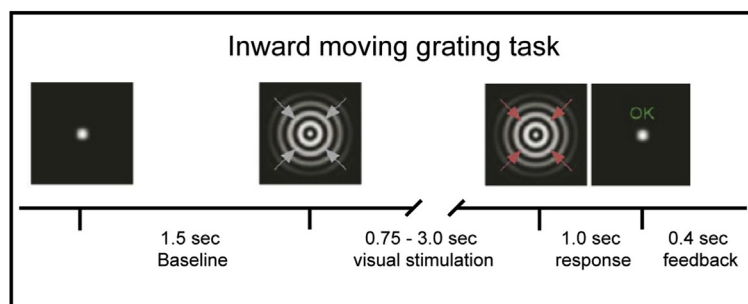 Inward moving grating task
OK
1.5 sec
Baseline
0.75 - 3.0 sec
visual stimulation
1.0 sec
response
0.4 sec
feedback